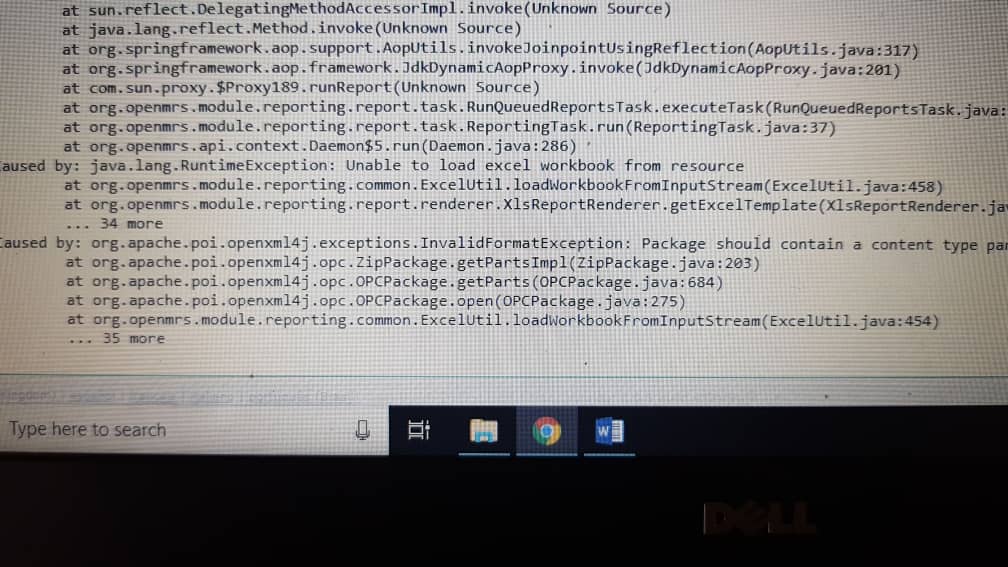 at sun.reflect.DelegatingMethodAccessorImpl.invoke(Unknown Source)
at java.lang.reflect.Method.invoke(Unknown Source)
at org.springframework.aop.support.AopUtils.invokeJoinpointUsingReflection(AopUtils.java:317)
at org.springframework.aop.framework.JdkDynamicAopProxy.invoke(JdkDynamicAopProxy.java:201)
at com.sun.proxy.$Proxy189.runReport(Unknown Source)
at org.openmrs.module.reporting.report.task.RunQueuedReportsTask.executeTask(RunQueuedReportsTask.java:
at org.openmrs.module.reporting.report.task.ReportingTask.run(ReportingTask.java:37)
at org.openmrs.api.context.Daemon$5.run(Daemon.java:286)
aused by: java.lang.RuntimeException: Unable to load excel workbook from resource
at org.openmrs.module.reporting.common.ExcelUtil.loadWorkbookFromInputStream(ExcelUtil.java:458)
at org.openmrs.module.reporting.report.renderer.XlsReportRenderer.getExcelTemplate(XlsReportRenderer.ja
... 34 more
Caused by: org.apache.poi.openxml4j.exceptions.InvalidFormatException: Package should contain a content type par
at org.apache.poi.openxml4j.opc.ZipPackage.getPartsImpl(ZipPackage.java:203)
at org.apache.poi.openxml4j.opc.OPCPackage.getParts(OPCPackage.java:684)
at org.apache.poi.openxml4j.opc.OPCPackage.open(OPCPackage.java:275)
at org.openmrs.module.reporting.common.ExcelUtil.loadWorkbookFromInputStream(ExcelUtil.java:454)
... 35 more
Type here to search
W
DELL